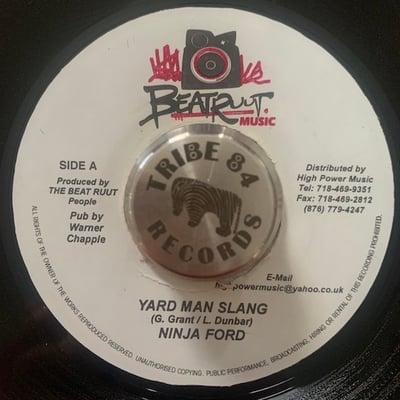 BEATRUUT.
MUSIC
SIDE A
Produced by
THE BEAT RUUT
People
Pub by
Warner
Chapple
TRIBE 84
RECORDS
Distributed by
High Power Music
Tel: 718-469-9351
Fax: 718-469-2812
(876) 779-4247
E-Mail
powermusic@yahoo.co.uk
YARD MAN SLANG
(G. Grant / L. Dunbar)
NINJA FORD
ALL RIGHTS OF THE OWNER OF THE WORKS REPRODUCED RESERVED. UNAUTHORISED COPYING, PUBLIC PERFORMANCE, BROADCASTING, HIRING OR RENTAL OF THIS RECORDING PROHIBITED.